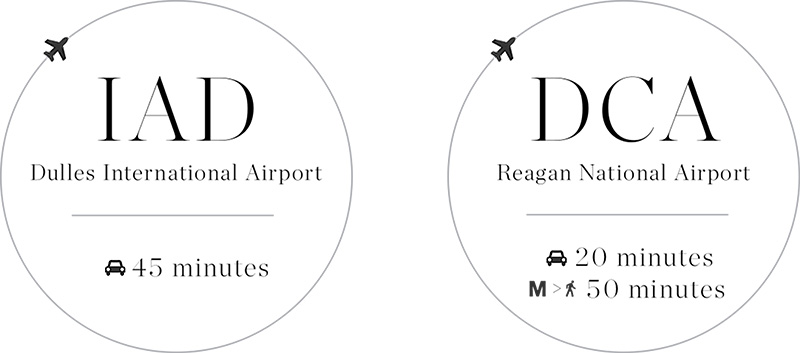 IAD
Dulles International Airport
45 minutes
DCA
Reagan National Airport
20 minutes
M > 50 minutes